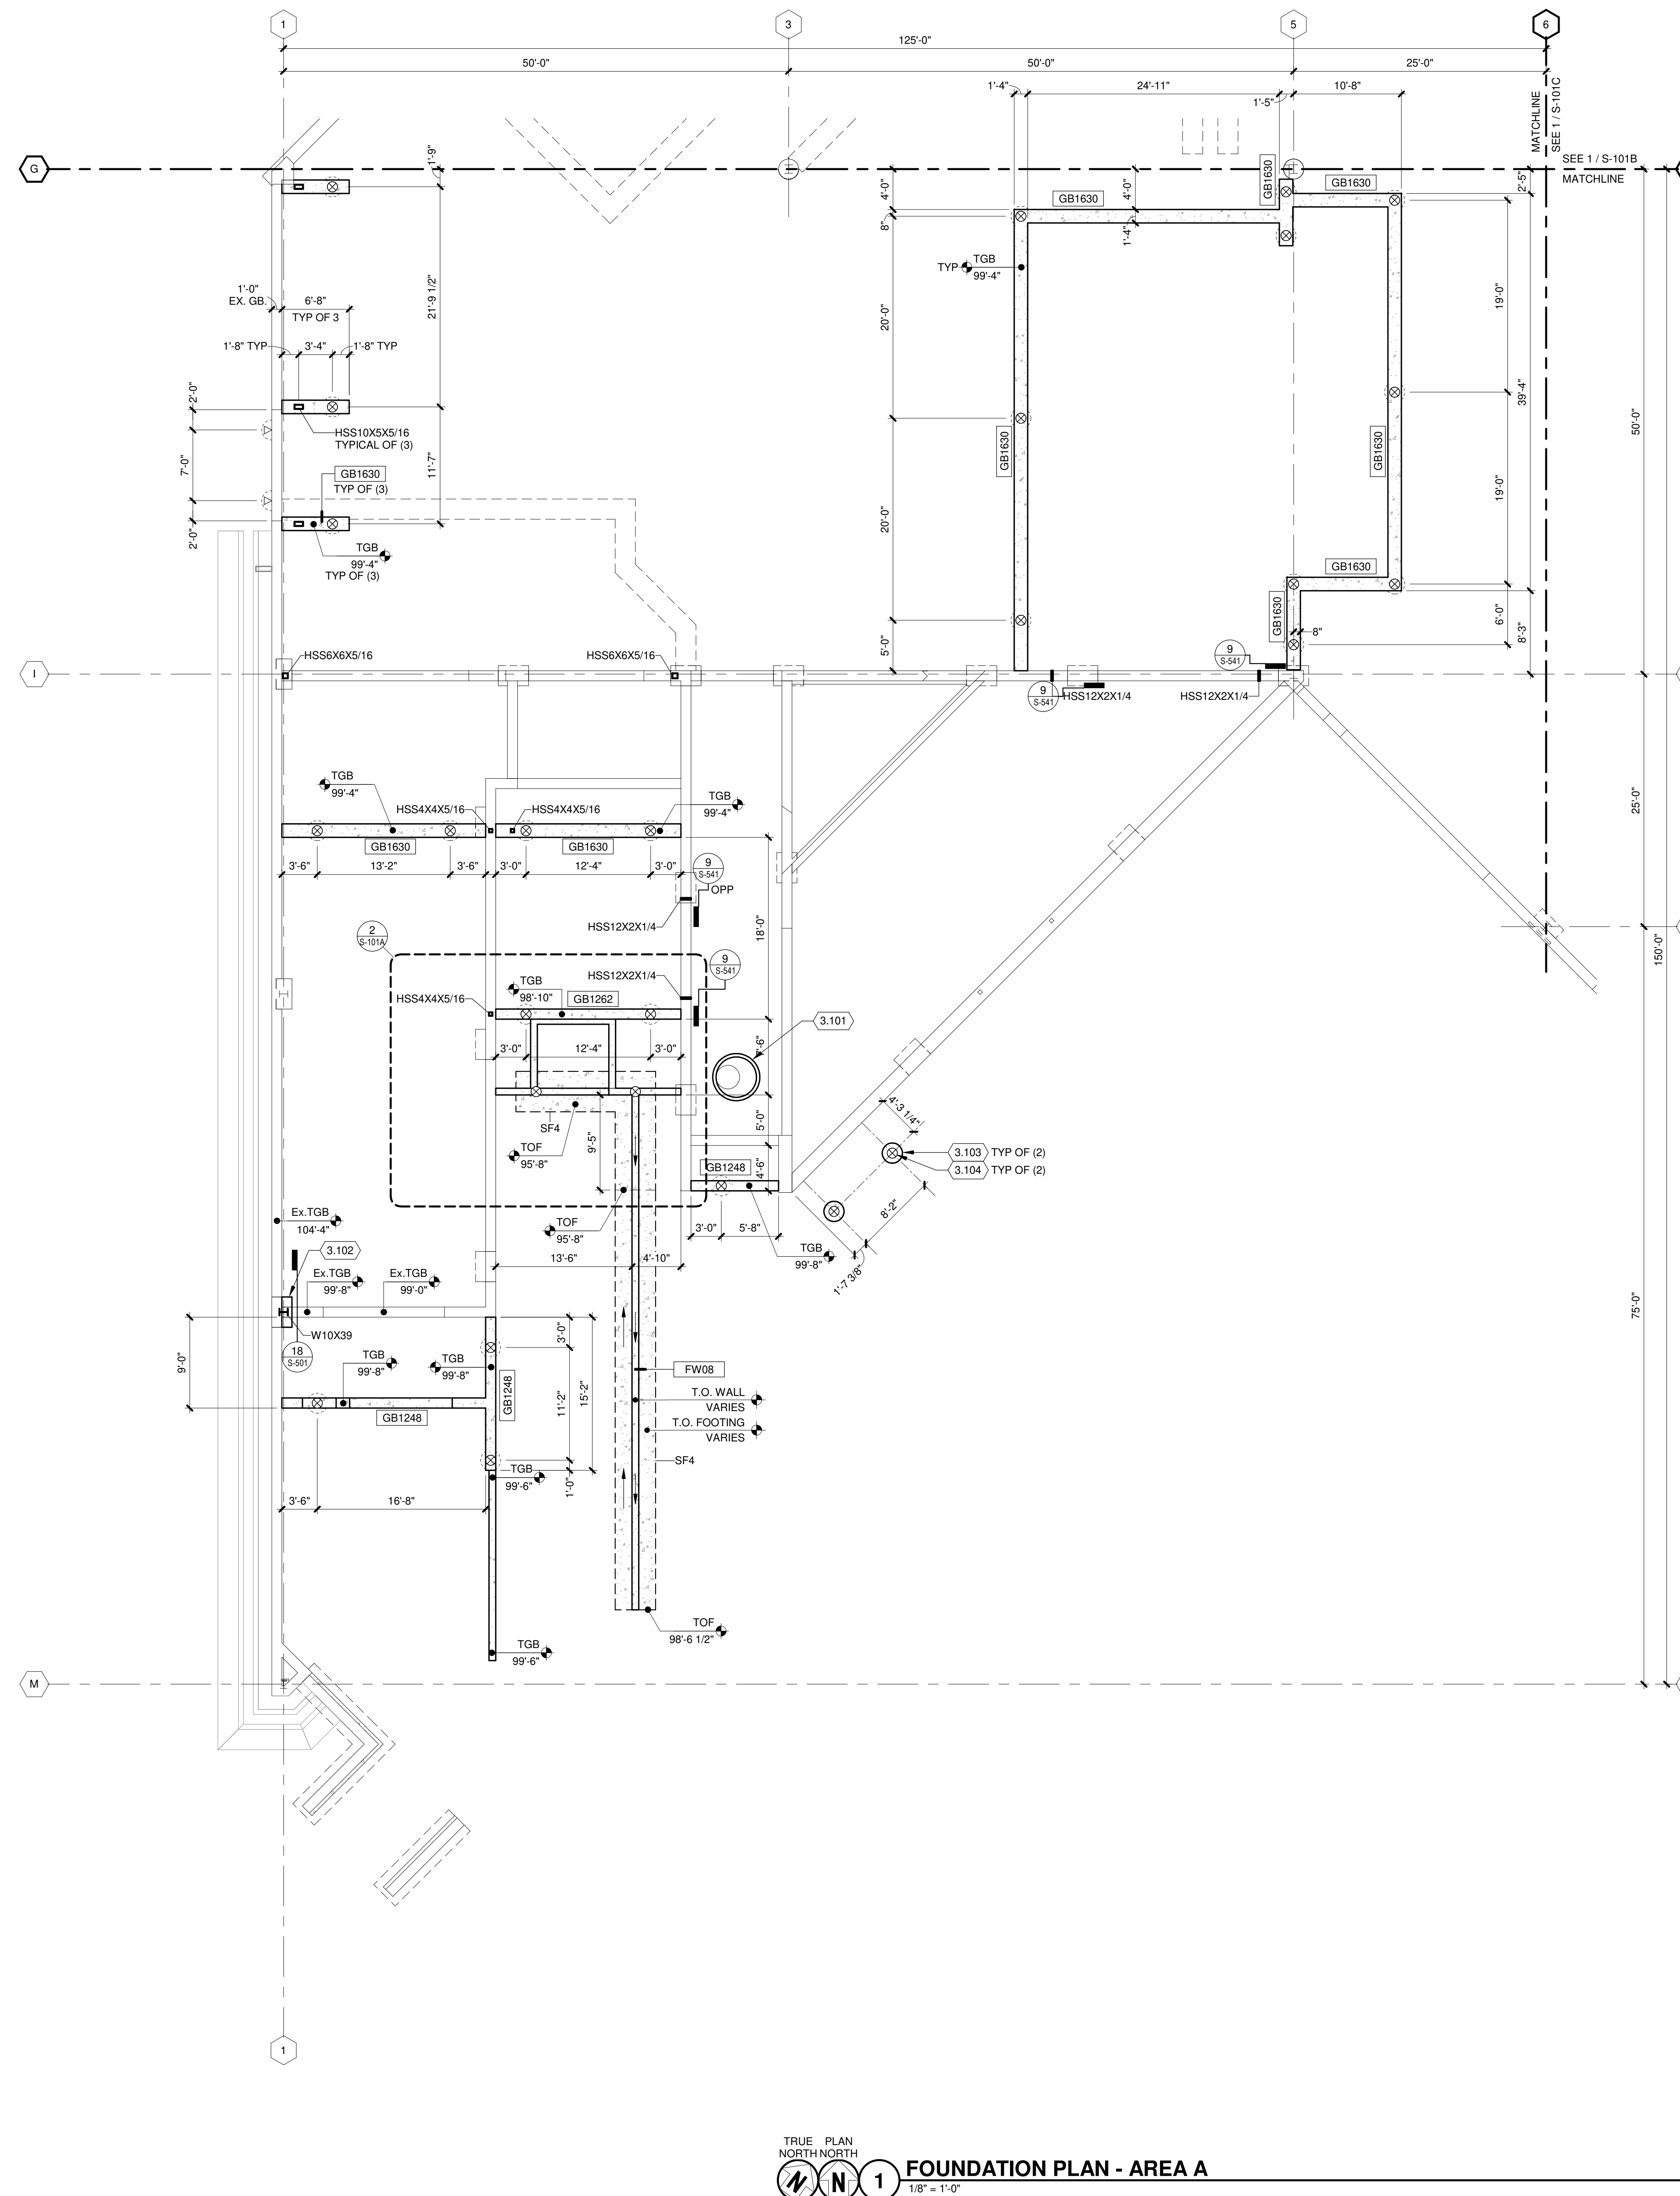 1
3
5
6
125'-0"
50'-0"
50'-0"
25'-0"
1'-4"
24'-11"
1'-5"
10'-8"
MATCHLINE
SEE 1 / S-101C
G
SEE 1 / S-101B
MATCHLINE
1'-9"
4'-0"
8"
GB1630
4'-0"
1'-4"
GB1630
GB1630
2'-5"
TYP
TGB
99'-4"
1'-0"
EX. GB.
6'-8"
TYP OF 3
21'-9 1/2"
20'-0"
19'-0"
39'-4"
50'-0"
1'-8" TYP
3'-4"
1'-8" TYP
2'-0"
HSS10X5X5/16
TYPICAL OF (3)
7'-0"
GB1630
TYP OF (3)
11'-7"
GB1630
GB1630
2'-0"
TGB
99'-4"
TYP OF (3)
20'-0"
19'-0"
GB1630
GB1630
6'-0"
8'-3"
8"
5'-0"
HSS6X6X5/16
HSS6X6X5/16
9
S-541
I
9
S-541
HSS12X2X1/4
HSS12X2X1/4
TGB
99'-4"
HSS4X4X5/16
HSS4X4X5/16
TGB
99'-4"
25'-0"
GB1630
GB1630
3'-6"
13'-2"
3'-6"
3'-0"
12'-4"
3'-0"
9
S-541
OPP
HSS12X2X1/4
18'-0"
2
S-101A
150'-0"
9
S-541
HSS12X2X1/4
TGB
98'-10"
GB1262
HSS4X4X5/16
3.101
3'-0"
12'-4"
3'-0"
SF4
9'-5"
TOF
95'-8"
5'-0"
4'-3 1/4"
3.103
TYP OF (2)
3.104
TYP OF (2)
GB1248
4'-6"
8'-2"
Ex.TGB
104'-4"
TOF
95'-8"
3'-0"
5'-8"
TGB
99'-8"
1'-7 3/8"
3.102
13'-6"
4'-10"
Ex.TGB
99'-8"
Ex.TGB
99'-0"
W10X39
18
S-501
9'-0"
TGB
99'-8"
TGB
99'-8"
3'-0"
11'-2"
15'-2"
75'-0"
FW08
GB1248
GB1248
T.O. WALL
VARIES
T.O. FOOTING
VARIES
SF4
TGB
99'-6"
1'-0"
3'-6"
16'-8"
TOF
98'-6 1/2"
TGB
99'-6"
M
1
TRUE
NORTH
PLAN
NORTH
N
N
1
FOUNDATION PLAN - AREA A
1/8" = 1'-0"